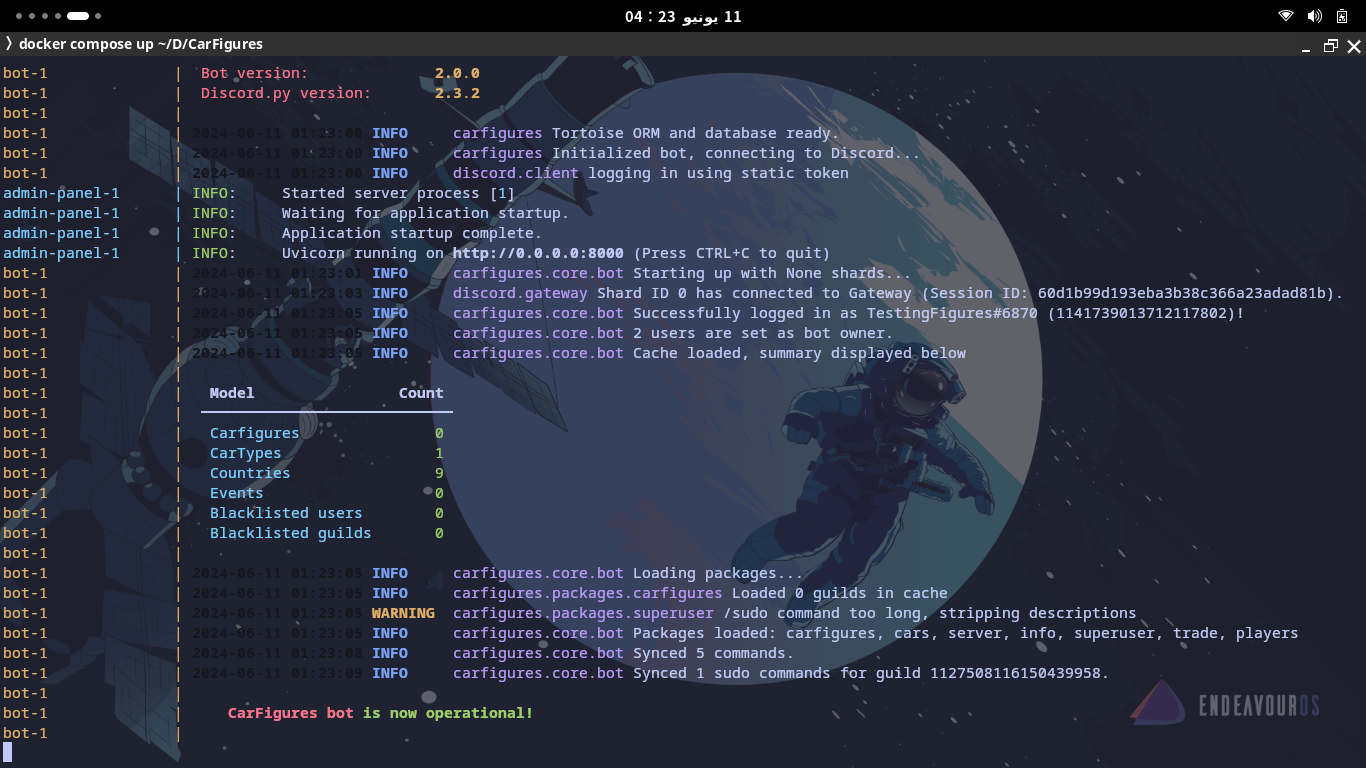 04 : 23 يونيو 11
❭ docker compose up ~/D/CarFigures
bot-1 | Bot version: 2.0.0
bot-1 | Discord.py version: 2.3.2
bot-1 |
bot-1 | 2024-06-11 01:23:00 INFO carfigures Tortoise ORM and database ready.
bot-1 | 2024-06-11 01:23:00 INFO carfigures Initialized bot, connecting to Discord...
bot-1 | 2024-06-11 01:23:00 INFO discord.client logging in using static token
admin-panel-1 | INFO: Started server process [1]
admin-panel-1 | INFO: Waiting for application startup.
admin-panel-1 | INFO: Application startup complete.
admin-panel-1 | INFO: Uvicorn running on http://0.0.0.0:8000 (Press CTRL+C to quit)
bot-1 | 2024-06-11 01:23:01 INFO carfigures.core.bot Starting up with None shards...
bot-1 | 2024-06-11 01:23:03 INFO discord.gateway Shard ID 0 has connected to Gateway (Session ID: 60d1b99d193eba3b38c366a23adad81b).
bot-1 | 2024-06-11 01:23:05 INFO carfigures.core.bot Successfully logged in as TestingFigures#6870 (1141739013712117802)!
bot-1 | 2024-06-11 01:23:05 INFO carfigures.core.bot 2 users are set as bot owner.
bot-1 | 2024-06-11 01:23:05 INFO carfigures.core.bot Cache loaded, summary displayed below
bot-1 |
bot-1 | Model Count
bot-1 |
bot-1 | Carfigures 0
bot-1 | CarTypes 1
bot-1 | Countries 9
bot-1 | Events 0
bot-1 | Blacklisted users 0
bot-1 | Blacklisted guilds 0
bot-1 |
bot-1 | 2024-06-11 01:23:05 INFO carfigures.core.bot Loading packages...
bot-1 | 2024-06-11 01:23:05 INFO carfigures.packages.carfigures Loaded 0 guilds in cache
bot-1 | 2024-06-11 01:23:05 WARNING carfigures.packages.superuser /sudo command too long, stripping descriptions
bot-1 | 2024-06-11 01:23:05 INFO carfigures.core.bot Packages loaded: carfigures, cars, server, info, superuser, trade, players
bot-1 | 2024-06-11 01:23:08 INFO carfigures.core.bot Synced 5 commands.
bot-1 | 2024-06-11 01:23:09 INFO carfigures.core.bot Synced 1 sudo commands for guild 1127508116150439958.
bot-1 |
bot-1 | CarFigures bot is now operational!
bot-1 |
ENDEAVOUROS